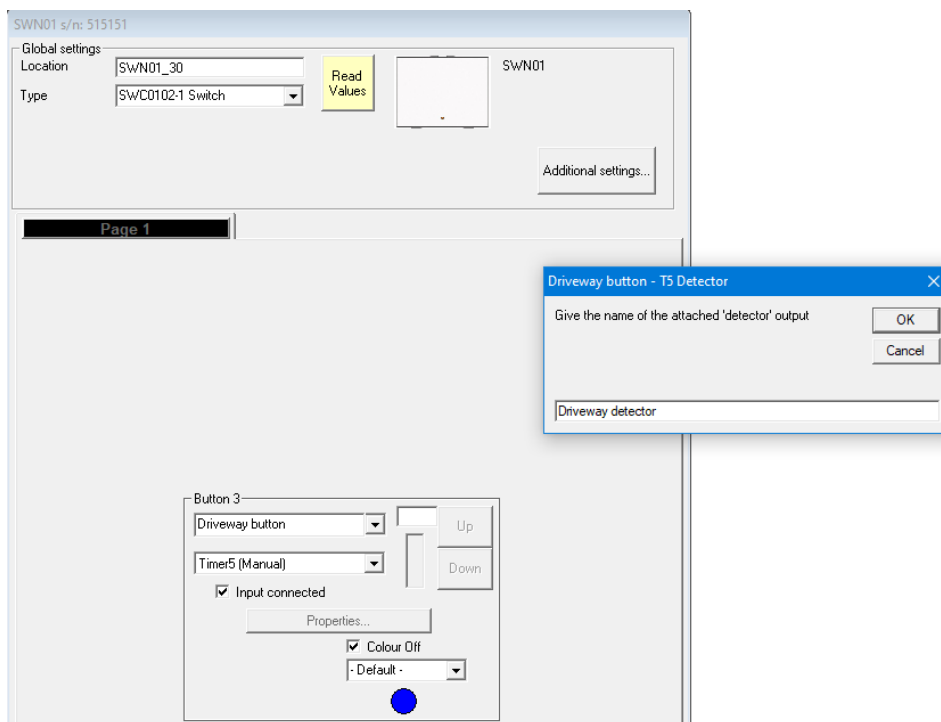 SWN01 s/n: 515151
Global settings
Location
SWN01_30
Read
Values
SWN01
Type
SWC0102-1 Switch
Additional settings...
Page 1
Driveway button - T5 Detector
Give the name of the attached 'detector' output
OK
Cancel
Driveway detector
Button 3
Driveway button
Up
Timer5 (Manual)
Down
Input connected
Properties...
Colour Off
- Default -